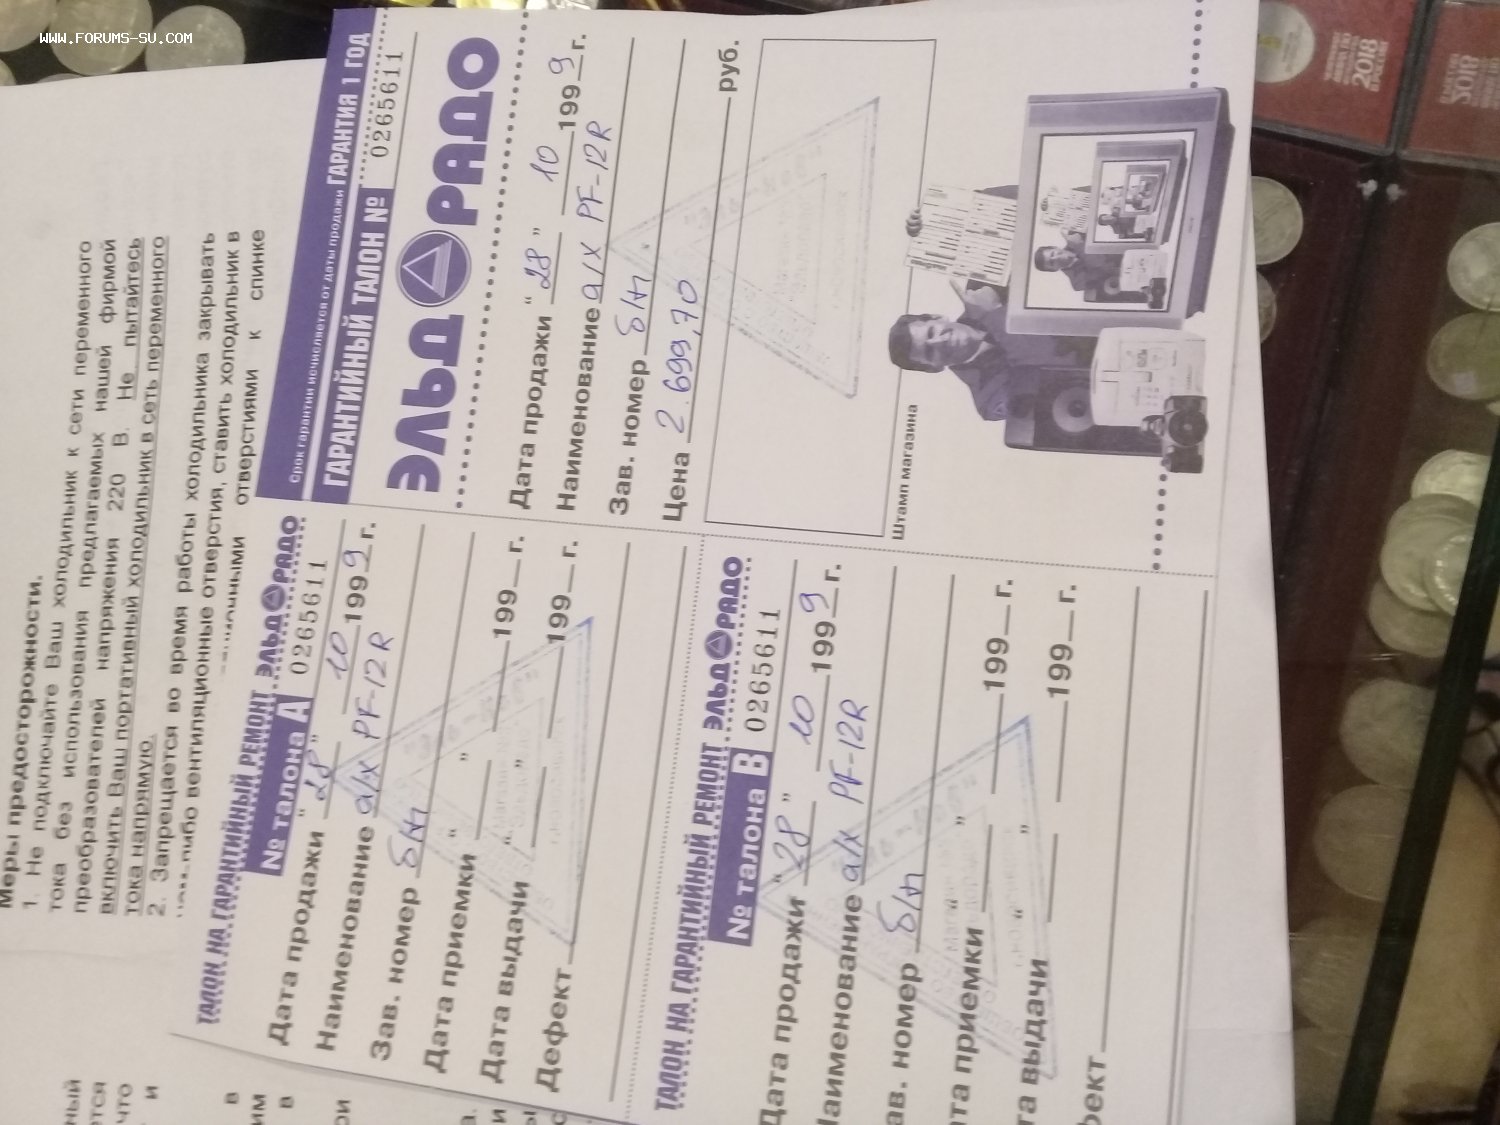 WWW.FORUMS-SU.COM
Меры предосторожности.
1. Не подключайте Ваш холодильник к сети переменного
тока без использования предлагаемых нашей фирмой
преобразователей напряжения 220 В. Не пытайтесь
включить Ваш портативный холодильник в сеть переменного
тока напрямую.
2. Запрещается во время работы холодильника закрывать
либо вентиляционные отверстия, ставить холодильник в
отверстиями к спинке
Срок гарантии исчисляется от даты продажи ГАРАНТИЯ 1 ГОД
ГАРАНТИЙНЫЙ ТАЛОН № 0265611
ЭЛЬДОРАДО
Дата продажи “28” 10 1999 г.
Наименование а/х PF-12R
Зав. номер б/н
Цена 2.699,70 руб.
Штамп магазина
ТАЛОН НА ГАРАНТИЙНЫЙ РЕМОНТ ЭЛЬДОРАДО
№ талона A 0265611
Дата продажи “28” 10 1999 г.
Наименование а/х PF-12R
Зав. номер б/н
Дата приемки “ ” 199 г.
Дата выдачи “ ” 199 г.
Дефект
ТАЛОН НА ГАРАНТИЙНЫЙ РЕМОНТ ЭЛЬДОРАДО
№ талона B 0265611
Дата продажи “28” 10 1999 г.
Наименование а/х PF-12R
Зав. номер б/н
Дата приемки “ ” 199 г.
Дата выдачи “ ” 199 г.
Дефект
2018
2018